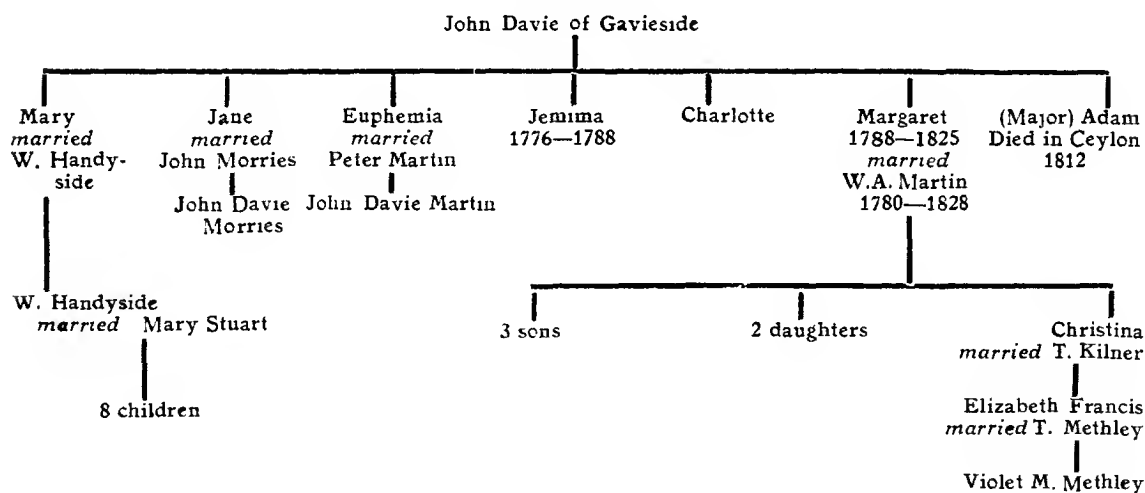 John Davie of Gavieside
Mary
married
W. Handy-
side
Jane
married
John Morries
John Davie
Morries
Euphemia
married
Peter Martin
John Davie Martin
Jemima
1776—1788
Charlotte
Margaret
1788—1825
married
W.A. Martin
1780—1828
(Major) Adam
Died in Ceylon
1812
W. Handyside
married Mary Stuart
8 children
3 sons
2 daughters
Christina
married T. Kilner
Elizabeth Francis
married T. Methley
Violet M. Methley